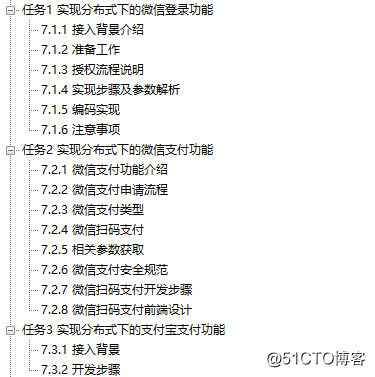 任务1 实现分布式下的微信登录功能
7.1.1 接入背景介绍
7.1.2 准备工作
7.1.3 授权流程说明
7.1.4 实现步骤及参数解析
7.1.5 编码实现
7.1.6 注意事项
任务2 实现分布式下的微信支付功能
7.2.1 微信支付功能介绍
7.2.2 微信支付申请流程
7.2.3 微信支付类型
7.2.4 微信扫码支付
7.2.5 相关参数获取
7.2.6 微信支付安全规范
7.2.7 微信扫码支付开发步骤
7.2.8 微信扫码支付前端设计
任务3 实现分布式下的支付宝支付功能
7.3.1 接入背景
7.3.2 开发步骤
@51CTO博客